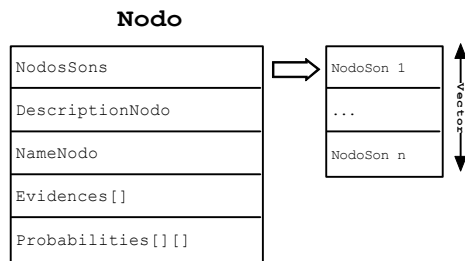 Nodo
NodosSons
DescriptionNodo
NameNodo
Evidences[]
Probabilities[][]
NodoSon 1
...
NodoSon n
Vector